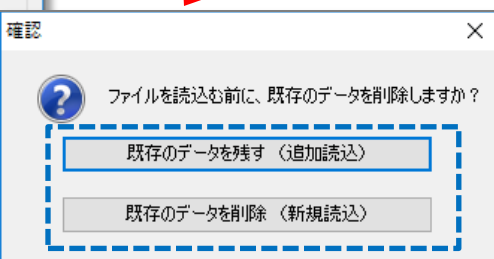 確認
ファイルを読込む前に、既存のデータを削除しますか？
既存のデータを残す（追加読込）
既存のデータを削除（新規読込）